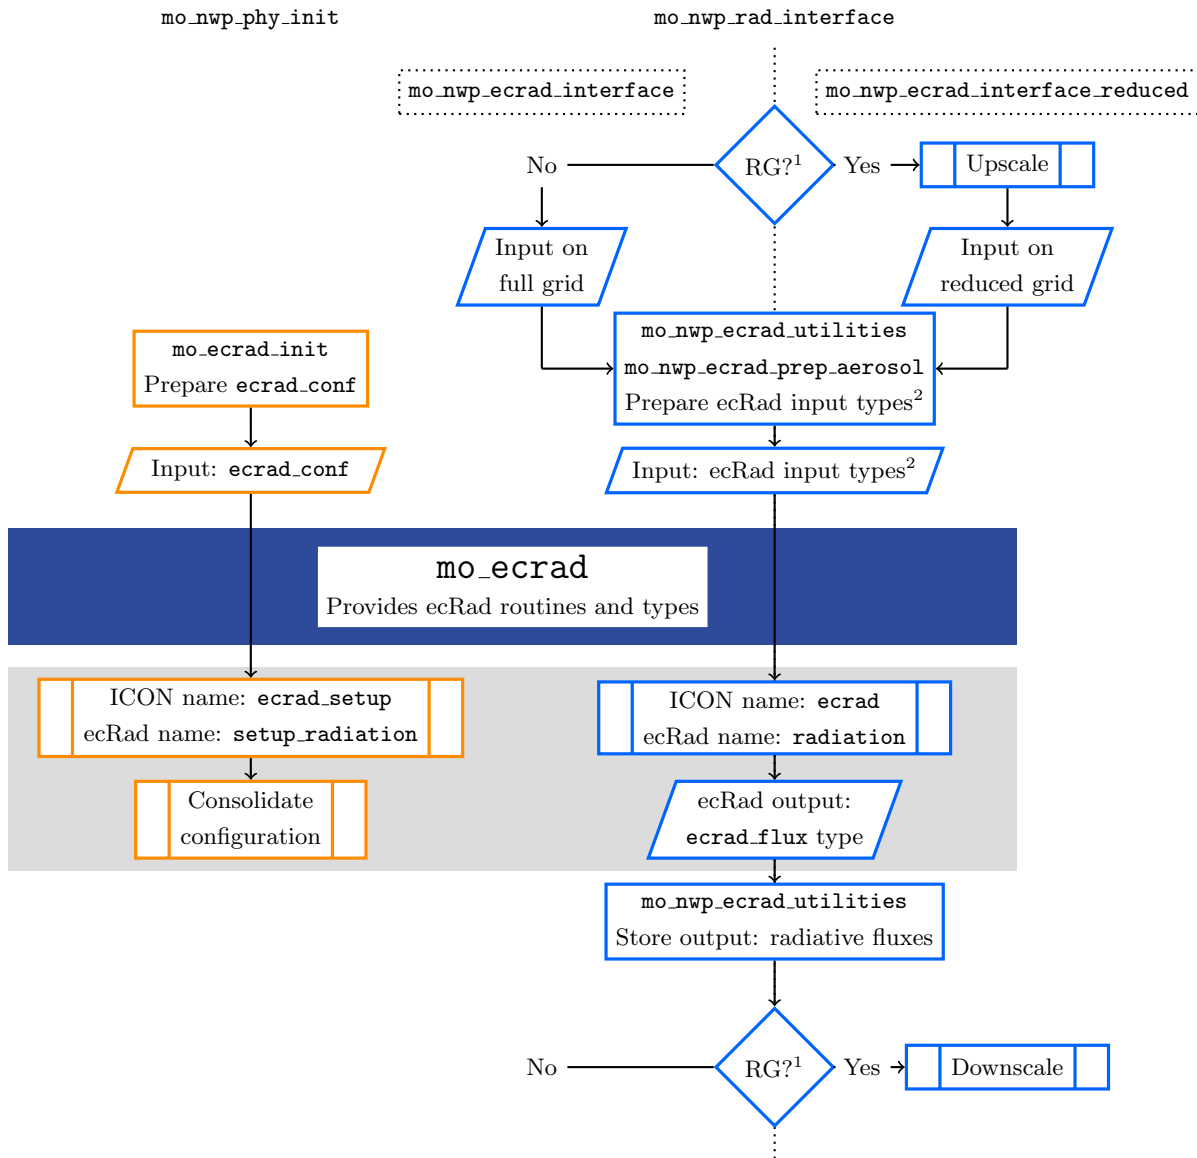 mo_nwp_phy_init
mo_nwp_rad_interface
mo_nwp_ecrad_interface
mo_nwp_ecrad_interface_reduced
No
RG?¹
Yes
Upscale
Input on
full grid
Input on
reduced grid
mo_ecrad_init
Prepare ecrad_conf
mo_nwp_ecrad_utilities
mo_nwp_ecrad_prep_aerosol
Prepare ecRad input types²
Input: ecrad_conf
Input: ecRad input types²
mo_ecrad
Provides ecRad routines and types
ICON name: ecrad_setup
ecRad name: setup_radiation
ICON name: ecrad
ecRad name: radiation
Consolidate
configuration
ecRad output:
ecrad_flux type
mo_nwp_ecrad_utilities
Store output: radiative fluxes
No
RG?¹
Yes
Downscale